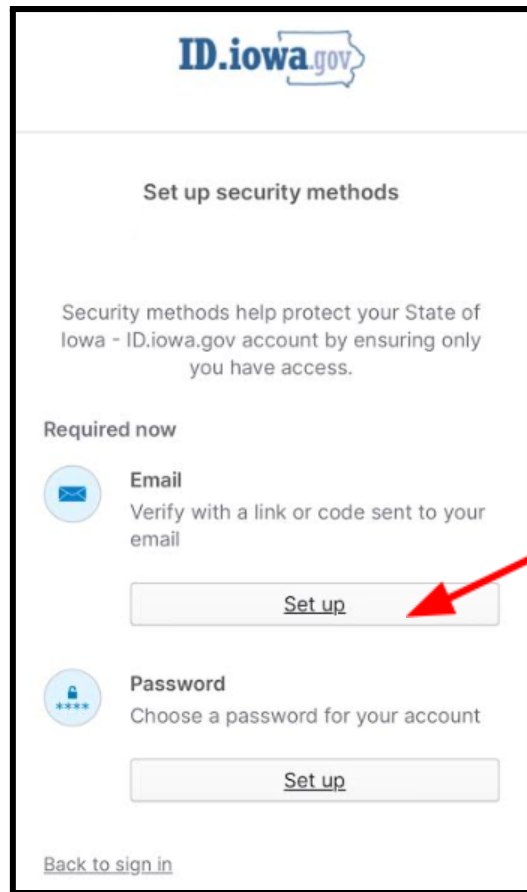 ID.iowa.gov
Set up security methods
Security methods help protect your State of
Iowa - ID.iowa.gov account by ensuring only
you have access.
Required now
Email
Verify with a link or code sent to your
email
Set up
****
Password
Choose a password for your account
Set up
Back to sign in